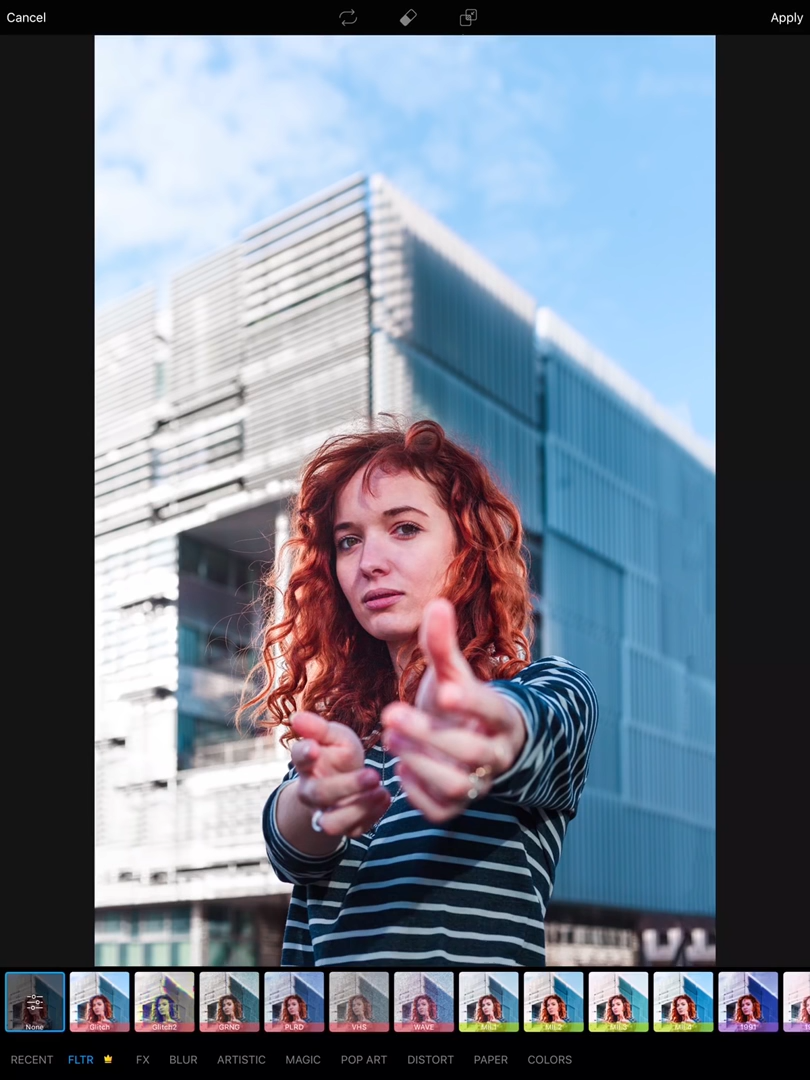 Cancel Apply
None Glitch Glitch2 GRND PLRD VHS WAVE Mil1 Mil2 Mil3 Mil4 1991
RECENT FLTR FX BLUR ARTISTIC MAGIC POP ART DISTORT PAPER COLORS